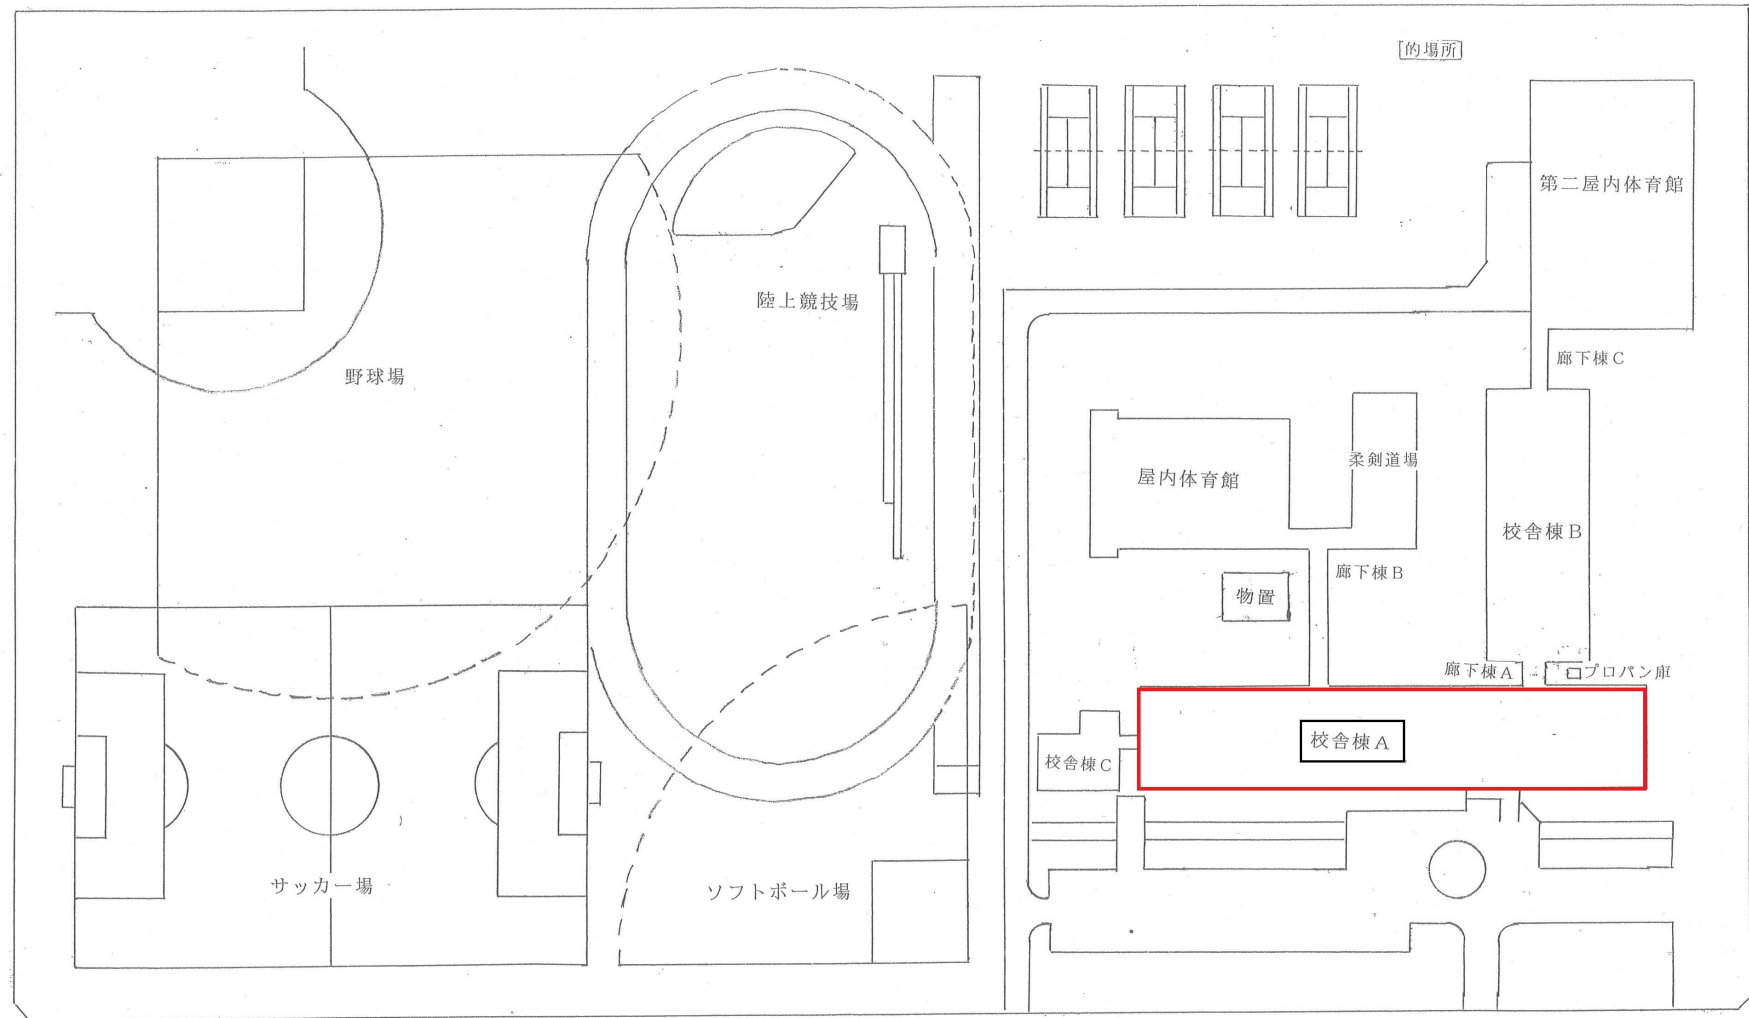 [的場所]
第二屋内体育館
陸上競技場
廊下棟C
野球場
柔剣道場
屋内体育館
校舎棟B
廊下棟B
物置
廊下棟A
プロパン庫
校舎棟A
校舎棟C
サッカー場
ソフトボール場